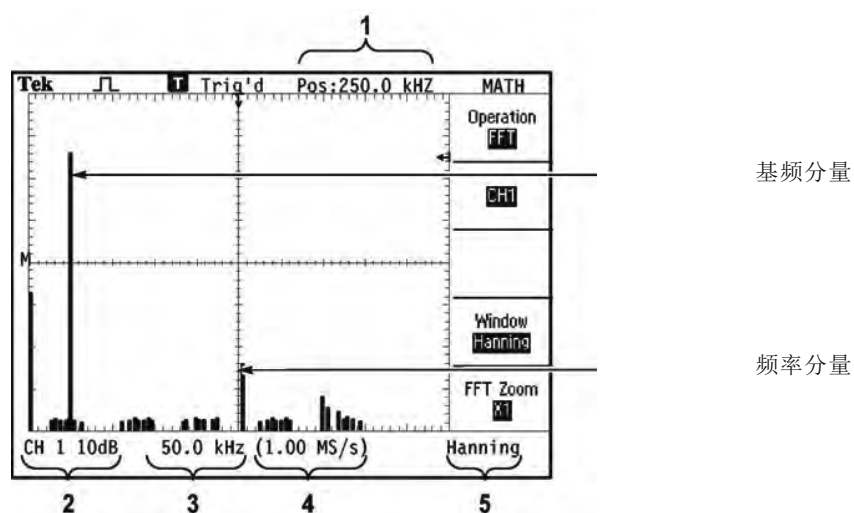 1
Tek T Trig'd Pos:250.0 kHZ MATH
Operation
FFT
基频分量
CH1
M
Window
Hanning
频率分量
FFT Zoom
X1
CH 1 10dB 50.0 kHz (1.00 MS/s) Hanning
2 3 4 5